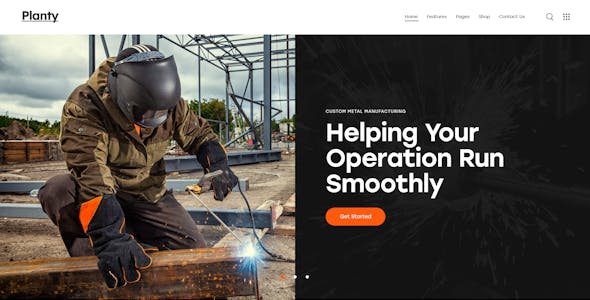 Planty
Home Features Pages Shop Contact Us
CUSTOM METAL MANUFACTURING
Helping Your
Operation Run
Smoothly
Get Started